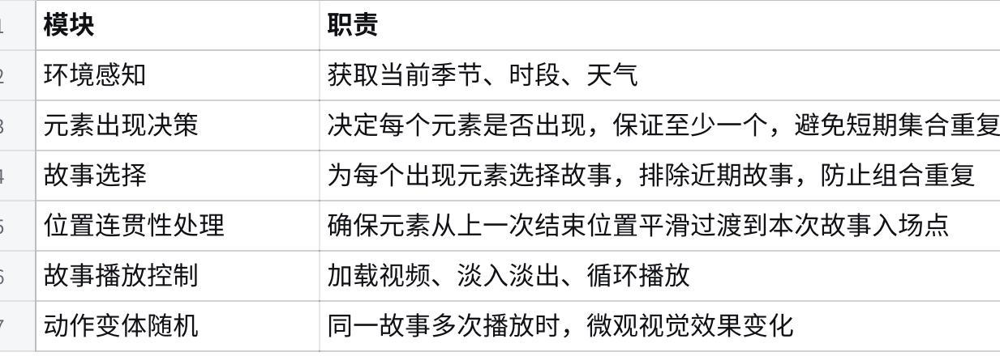 1 模块 职责
2 环境感知 获取当前季节、时段、天气
3 元素出现决策 决定每个元素是否出现，保证至少一个，避免短期集合重复
4 故事选择 为每个出现元素选择故事，排除近期故事，防止组合重复
5 位置连贯性处理 确保元素从上一次结束位置平滑过渡到本次故事入场点
6 故事播放控制 加载视频、淡入淡出、循环播放
7 动作变体随机 同一故事多次播放时，微观视觉效果变化